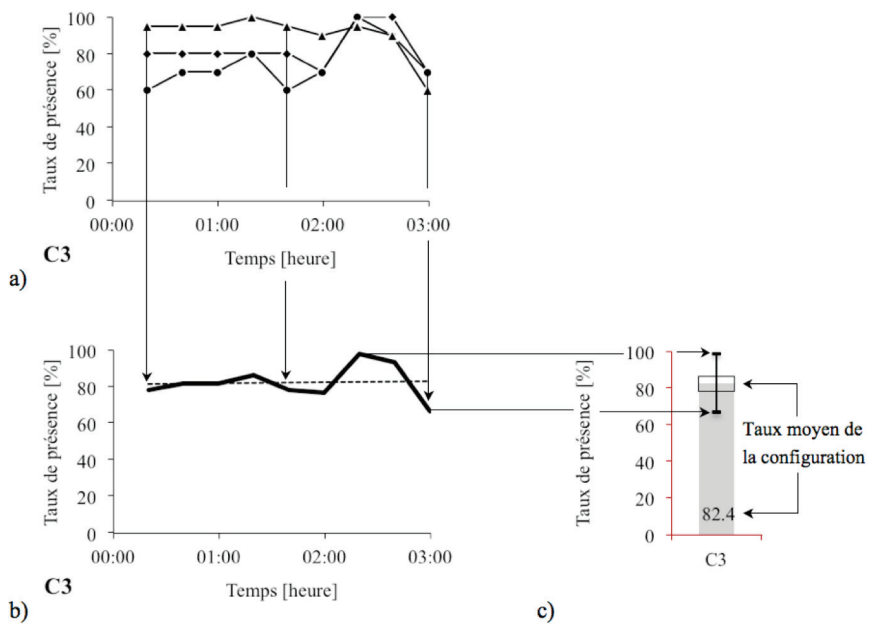 Taux de présence [%]
100
80
60
40
20
0
00:00 01:00 02:00 03:00
C3
Temps [heure]
a)
Taux de présence [%]
100
80
60
40
20
0
00:00 01:00 02:00 03:00
C3
Temps [heure]
b)
Taux de présence [%]
100
80
60
40
20
0
82.4
C3
Taux moyen de
la configuration
c)